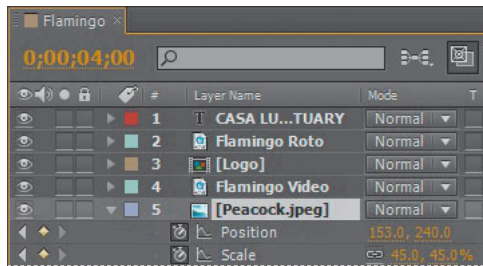 Flamingo
0;00;04;00
# Layer Name Mode T
1 T CASA LU...TUARY Normal
2 Flamingo Roto Normal
3 [Logo] Normal
4 Flamingo Video Normal
5 [Peacock.jpeg] Normal
Position 153.0, 240.0
Scale 45.0, 45.0%